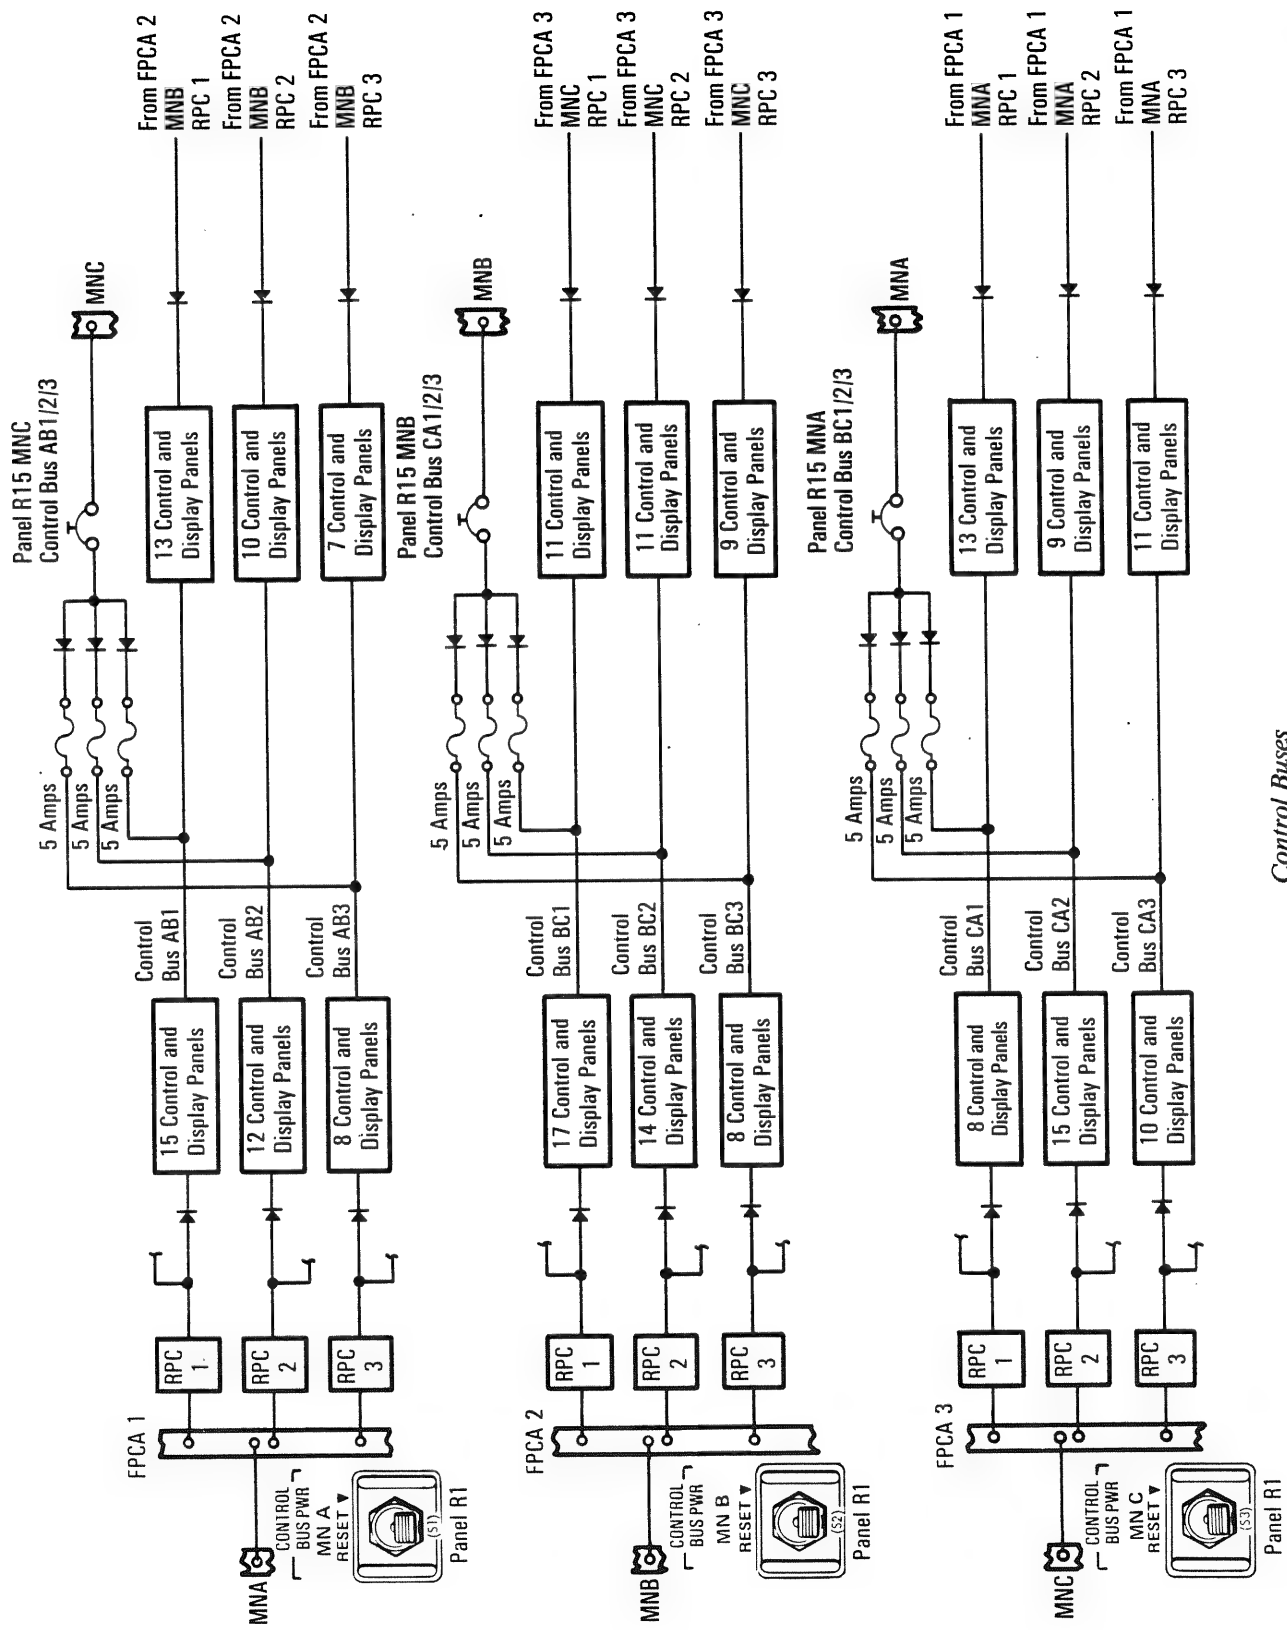 Panel R15 MNC
Control Bus AB1/2/3
MNC
5 Amps
5 Amps
5 Amps
FPCA 1
MNA
CONTROL
BUS PWR
MN A
RESET ▼
(S1)
Panel R1
RPC
1
RPC
2
RPC
3
15 Control and
Display Panels
12 Control and
Display Panels
8 Control and
Display Panels
Control
Bus AB1
Control
Bus AB2
Control
Bus AB3
13 Control and
Display Panels
10 Control and
Display Panels
7 Control and
Display Panels
From FPCA 2
MNB
RPC 1
From FPCA 2
MNB
RPC 2
From FPCA 2
MNB
RPC 3
Panel R15 MNB
Control Bus CA1/2/3
MNB
5 Amps
5 Amps
5 Amps
FPCA 2
MNB
CONTROL
BUS PWR
MN B
RESET ▼
(S2)
Panel R1
RPC
1
RPC
2
RPC
3
17 Control and
Display Panels
14 Control and
Display Panels
8 Control and
Display Panels
Control
Bus BC1
Control
Bus BC2
Control
Bus BC3
11 Control and
Display Panels
11 Control and
Display Panels
9 Control and
Display Panels
From FPCA 3
MNC
RPC 1
From FPCA 3
MNC
RPC 2
From FPCA 3
MNC
RPC 3
Panel R15 MNA
Control Bus BC1/2/3
MNA
5 Amps
5 Amps
5 Amps
FPCA 3
MNC
CONTROL
BUS PWR
MN C
RESET ▼
(S3)
Panel R1
RPC
1
RPC
2
RPC
3
8 Control and
Display Panels
15 Control and
Display Panels
10 Control and
Display Panels
Control
Bus CA1
Control
Bus CA2
Control
Bus CA3
13 Control and
Display Panels
9 Control and
Display Panels
11 Control and
Display Panels
From FPCA 1
MNA
RPC 1
From FPCA 1
MNA
RPC 2
From FPCA 1
MNA
RPC 3
Control Buses